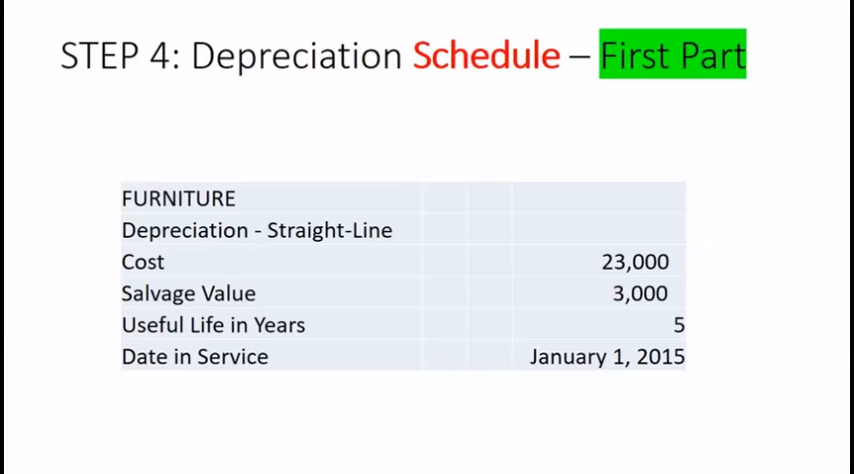 STEP 4: Depreciation Schedule – First Part
FURNITURE
Depreciation - Straight-Line
Cost 23,000
Salvage Value 3,000
Useful Life in Years 5
Date in Service January 1, 2015